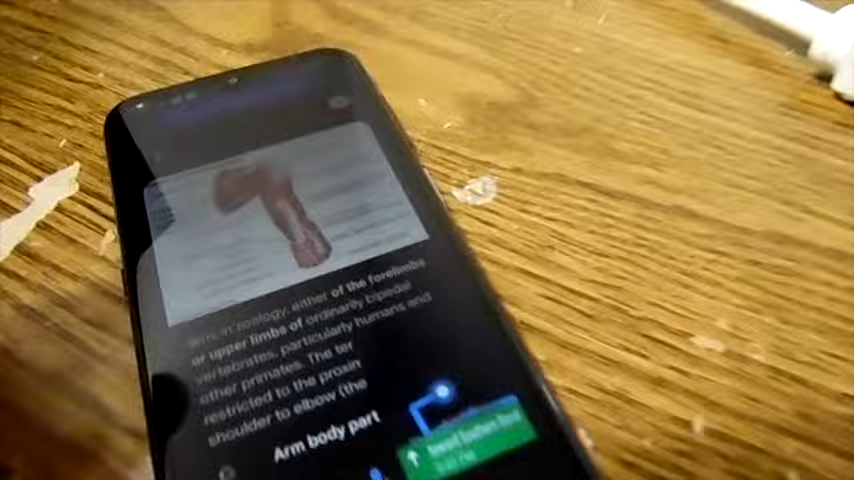 arm, in zoology, either of the forelimbs
or upper limbs of ordinarily bipedal
vertebrates, particularly humans and
other primates. The ter
restricted to the proxin
shoulder to elbow (the
Arm body part